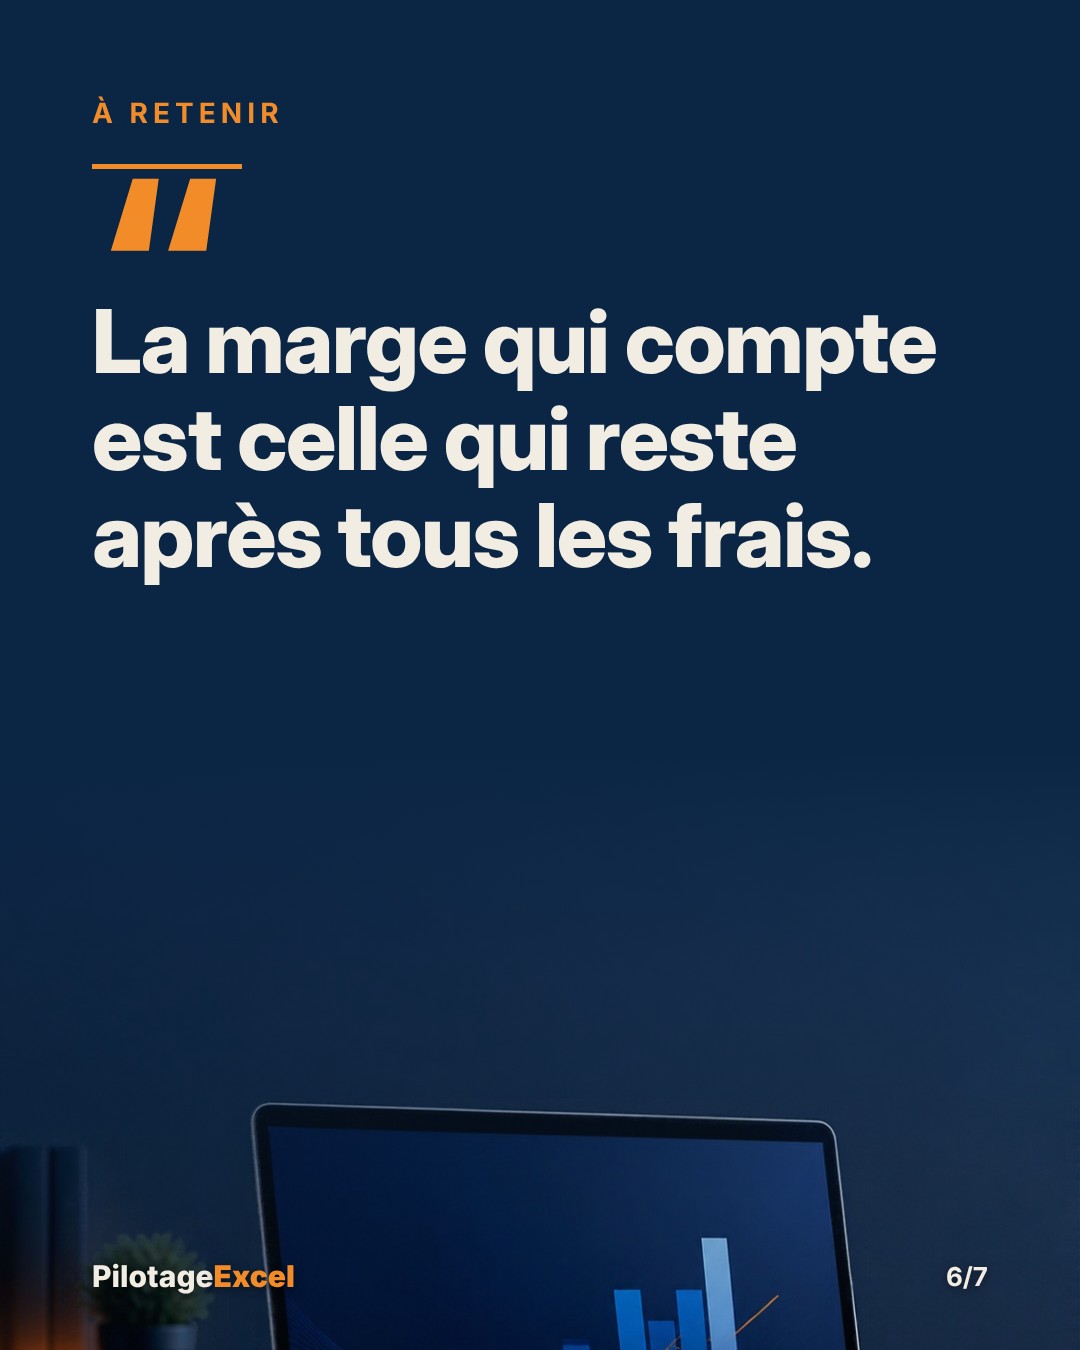 À RETENIR
"
La marge qui compte
est celle qui reste
après tous les frais.
PilotageExcel
6/7